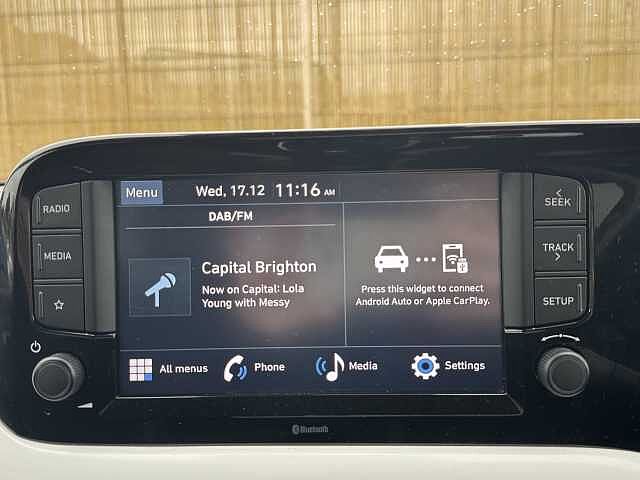 Menu
Wed, 17.12 11:16 AM
DAB/FM
RADIO
MEDIA
< SEEK
TRACK >
SETUP
Capital Brighton
Now on Capital: Lola
Young with Messy
Press this widget to connect
Android Auto or Apple CarPlay.
All menus
Phone
Media
Settings
Bluetooth